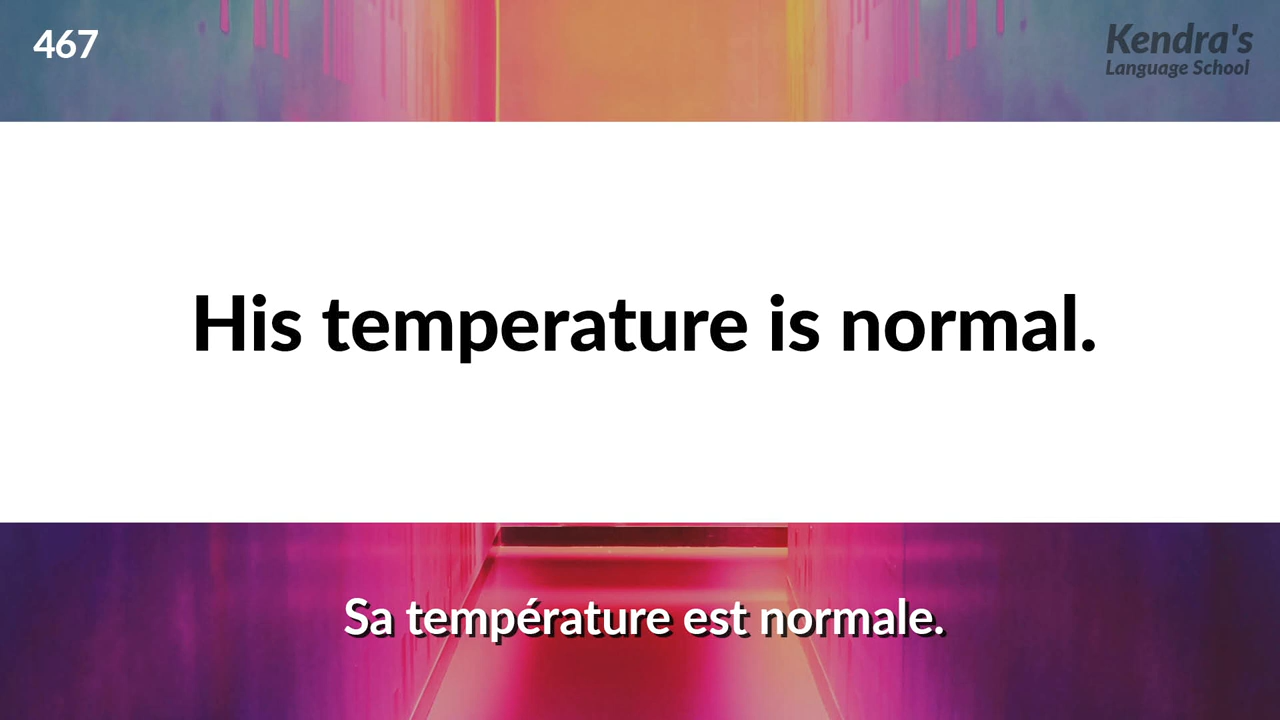 467
Kendra's
Language School
His temperature is normal.
Sa température est normale.